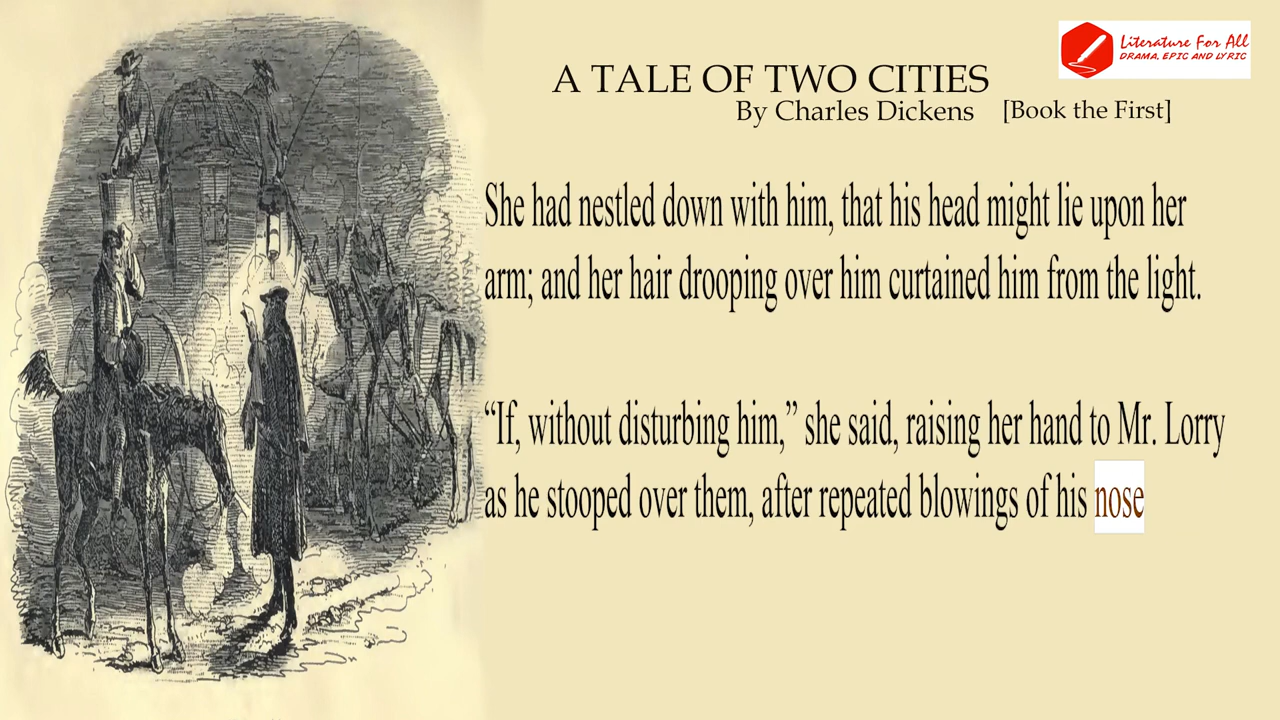 Literature For All
DRAMA, EPIC AND LYRIC
A TALE OF TWO CITIES
By Charles Dickens [Book the First]
She had nestled down with him, that his head might lie upon her
arm; and her hair drooping over him curtained him from the light.
“If, without disturbing him,” she said, raising her hand to Mr. Lorry
as he stooped over them, after repeated blowings of his nose